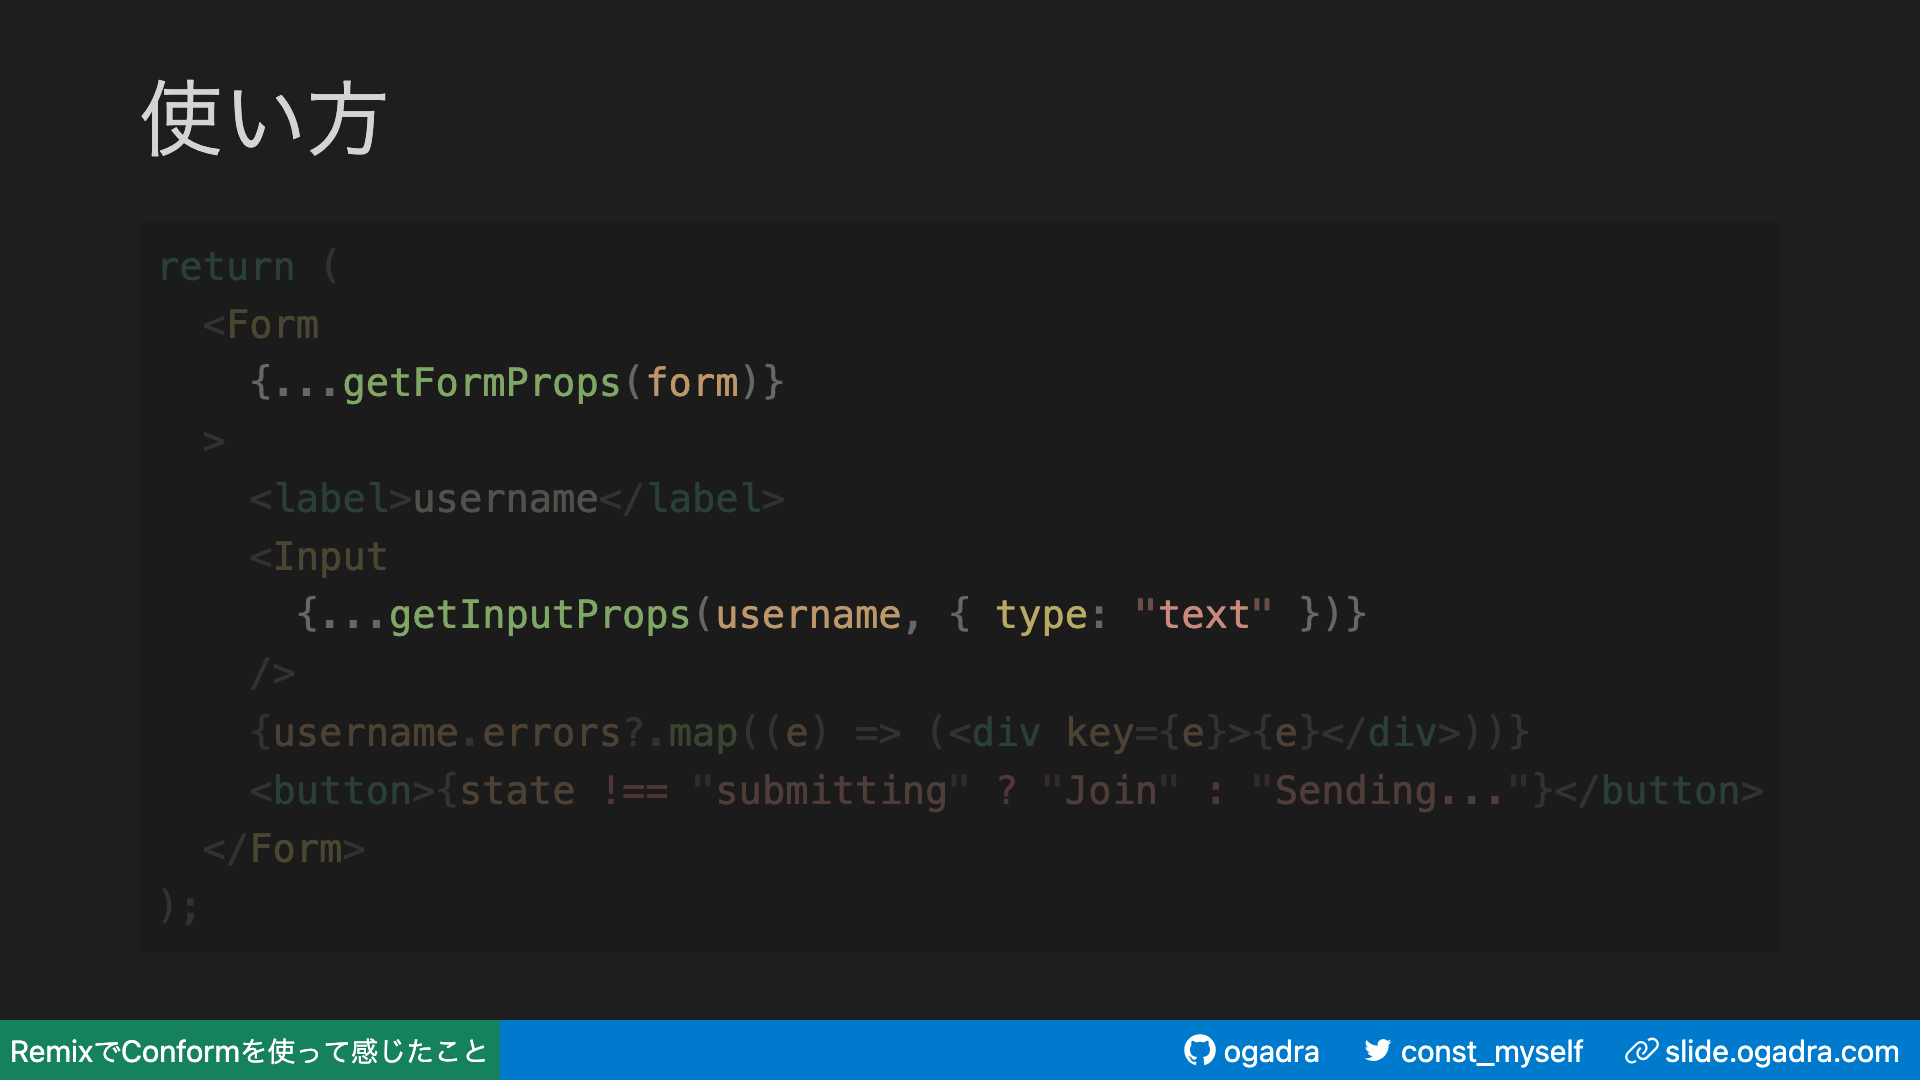 使い方
return (
  <Form
    {...getFormProps(form)}
  >
    <label>username</label>
    <Input
      {...getInputProps(username, { type: "text" })}
    />
    {username.errors?.map((e) => (<div key={e}>{e}</div>))}
    <button>{state !== "submitting" ? "Join" : "Sending..."}</button>
  </Form>
);
RemixでConformを使って感じたこと
ogadra const_myself slide.ogadra.com